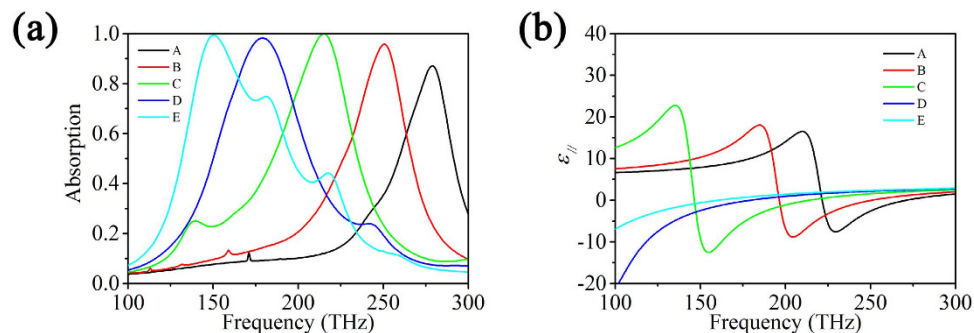 (a)
1.0
0.8
0.6
0.4
0.2
0.0
Absorption
A
B
C
D
E
100
150
200
250
300
Frequency (THz)
(b)
40
30
20
10
0
-10
-20
ε//
A
B
C
D
E
100
150
200
250
300
Frequency (THz)